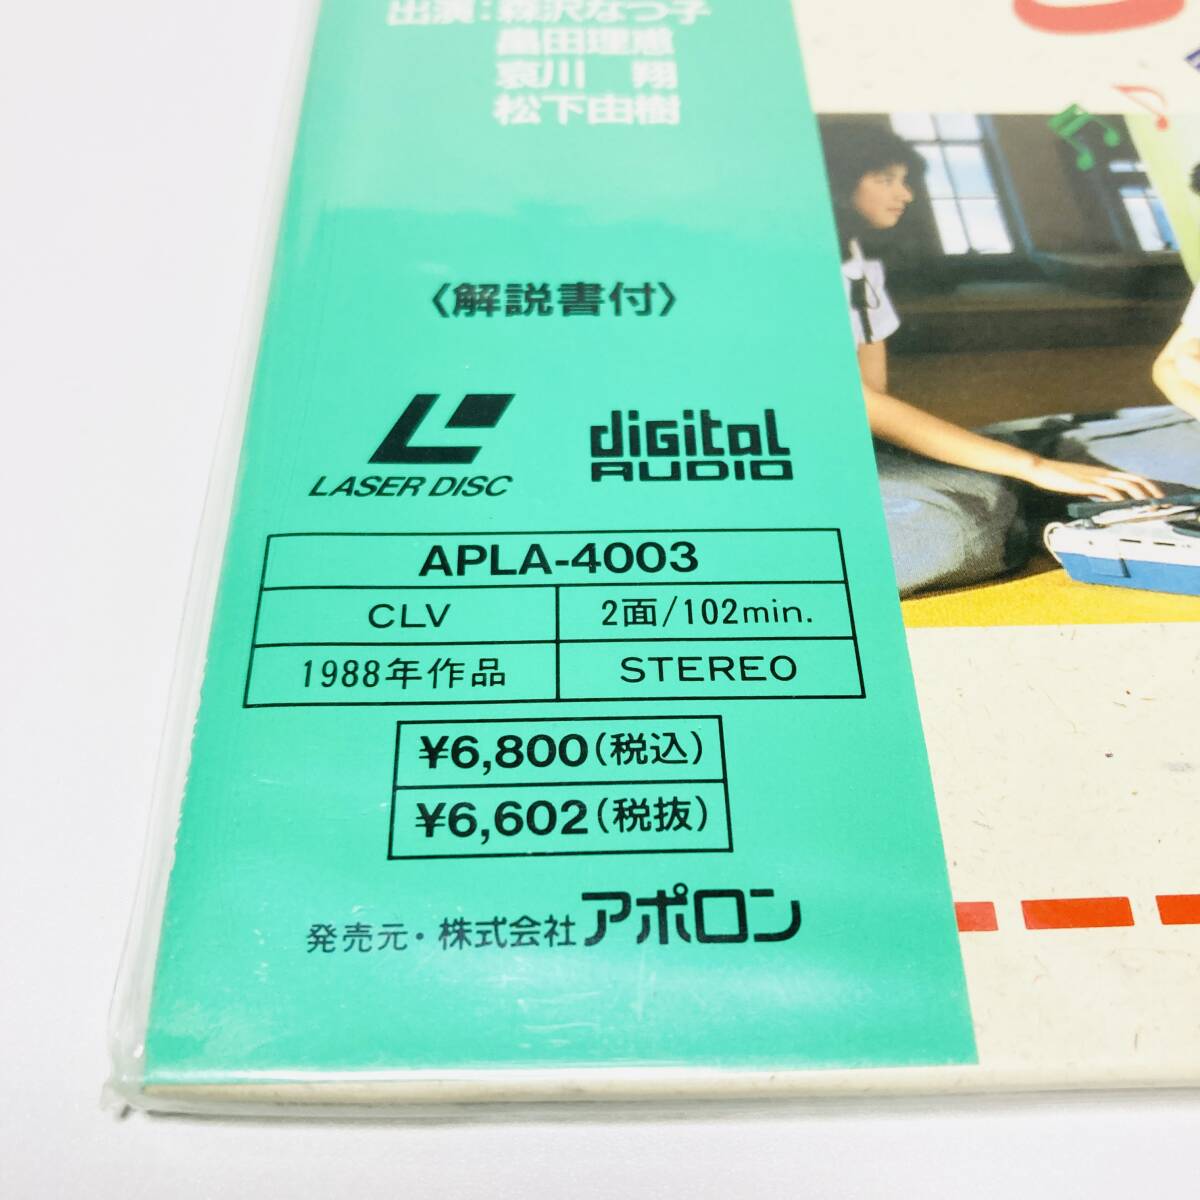 出演：森沢なつ子
畠田理恵
哀川　翔
松下由樹
〈解説書付〉
LASER DISC
digital AUDIO
APLA-4003
CLV
2面/102min.
1988年作品
STEREO
¥6,800(税込)
¥6,602(税抜)
発売元・株式会社アポロン